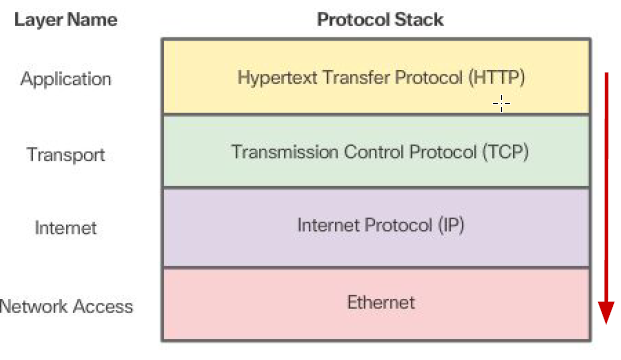 Layer Name Protocol Stack
Application Hypertext Transfer Protocol (HTTP)
Transport Transmission Control Protocol (TCP)
Internet Internet Protocol (IP)
Network Access Ethernet